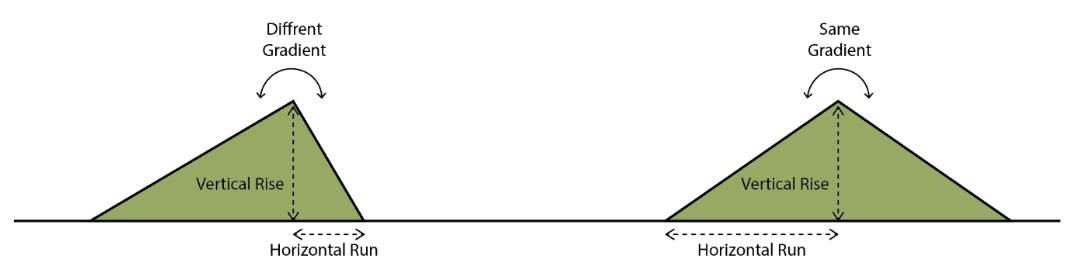 Diffrent
Gradient
Vertical Rise
Horizontal Run
Same
Gradient
Vertical Rise
Horizontal Run